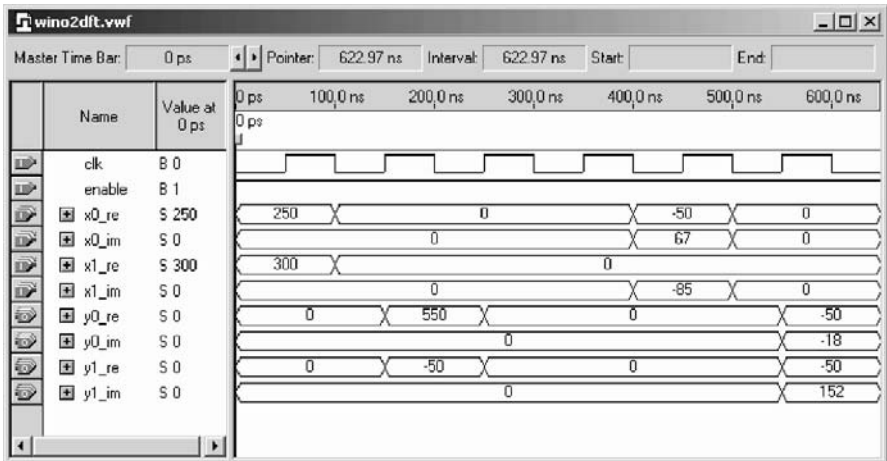 wino2dft.vwf
Master Time Bar: 0 ps Pointer: 622.97 ns Interval: 622.97 ns Start: End:
Name Value at 0 ps 0 ps 100.0 ns 200.0 ns 300.0 ns 400.0 ns 500.0 ns 600.0 ns
0 ps
clk B 0
enable B 1
x0_re S 250 250 0 -50 0
x0_im S 0 0 67 0
x1_re S 300 300 0
x1_im S 0 0 -85 0
y0_re S 0 0 550 0 -50
y0_im S 0 0 -18
y1_re S 0 0 -50 0 -50
y1_im S 0 0 152